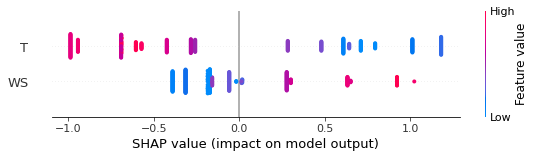 High
T
WS
Feature value
Low
−1.0 −0.5 0.0 0.5 1.0
SHAP value (impact on model output)